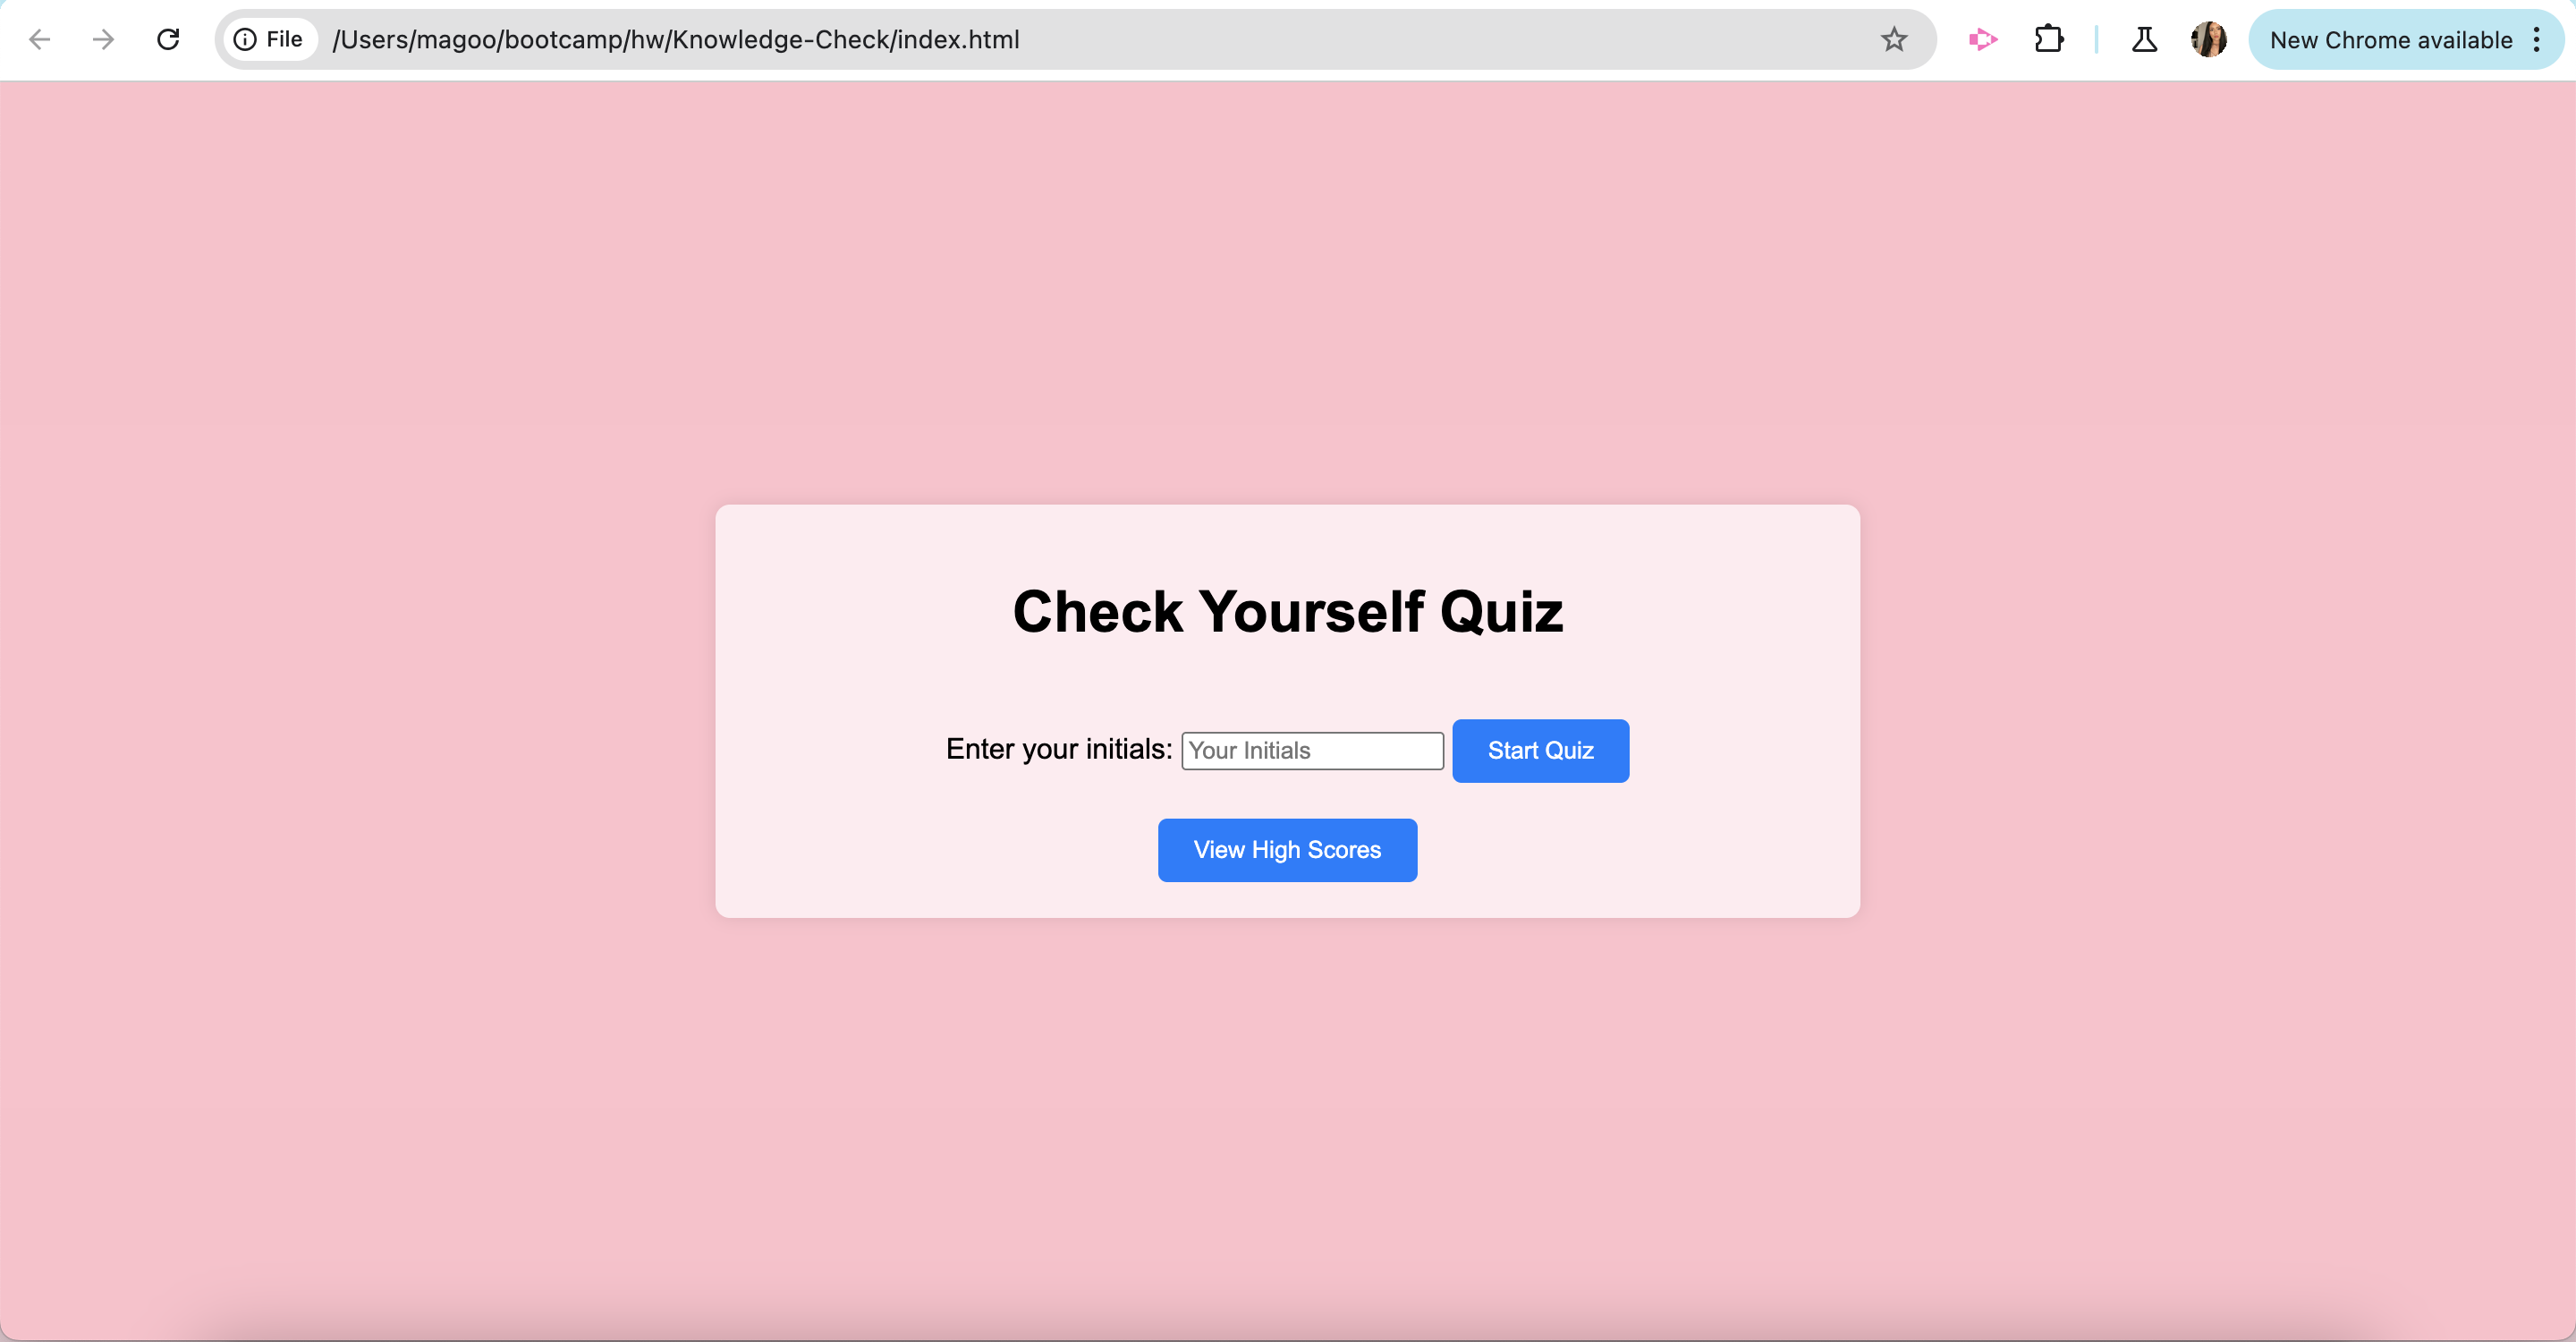 File /Users/magoo/bootcamp/hw/Knowledge-Check/index.html New Chrome available
Check Yourself Quiz
Enter your initials: Your Initials Start Quiz
View High Scores